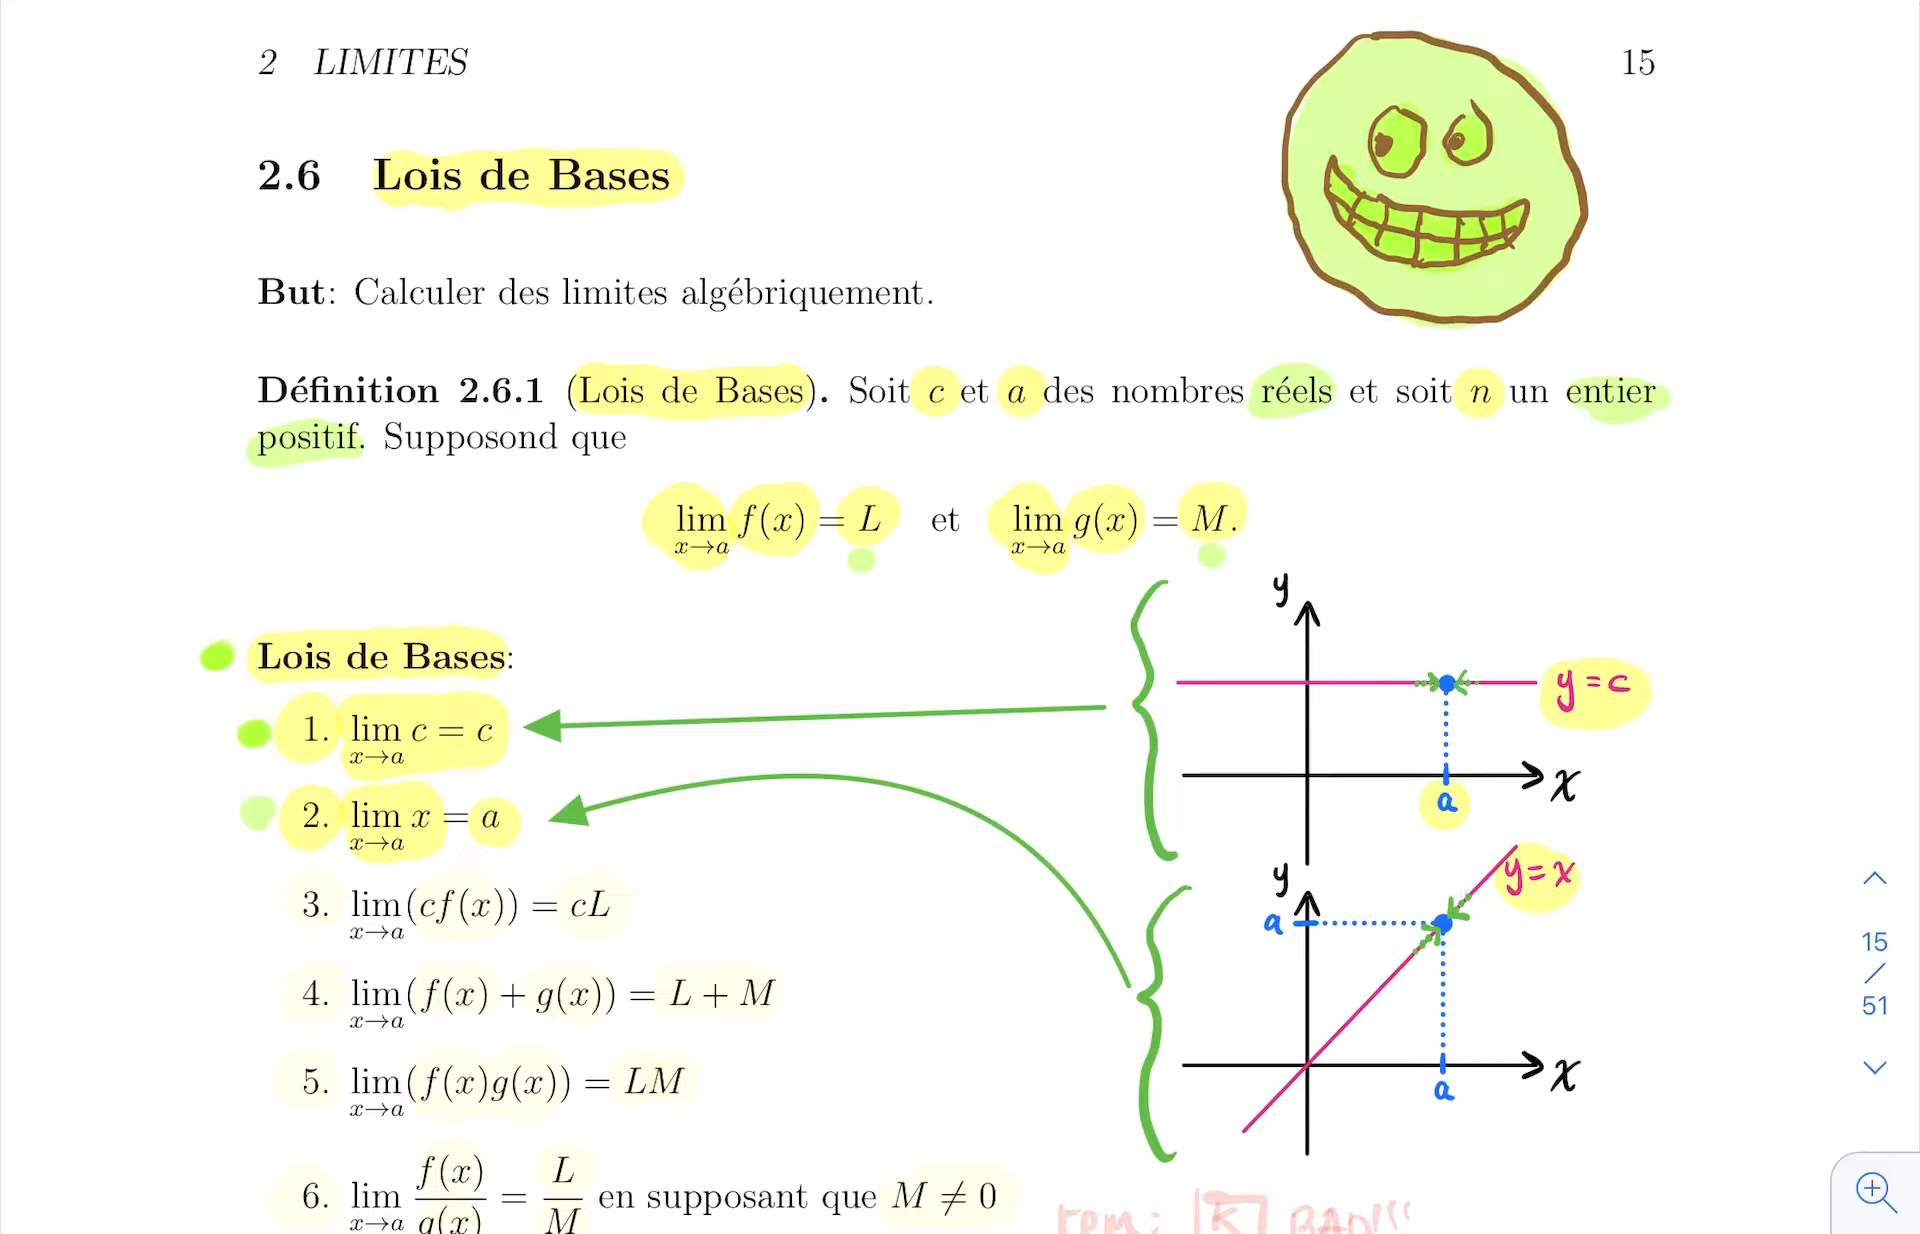 2 LIMITES 15
2.6 Lois de Bases
But: Calculer des limites algébriquement.
Définition 2.6.1 (Lois de Bases). Soit c et a des nombres réels et soit n un entier
positif. Supposond que
lim x→a f(x) = L et lim x→a g(x) = M.
Lois de Bases:
1. lim x→a c = c
2. lim x→a x = a
3. lim x→a (cf(x)) = cL
4. lim x→a (f(x) + g(x)) = L + M
5. lim x→a (f(x)g(x)) = LM
6. lim x→a f(x)/g(x) = L/M en supposant que M ≠ 0
y
y = c
x
a
y
y = x
a
x
a
rem:
15
/
51